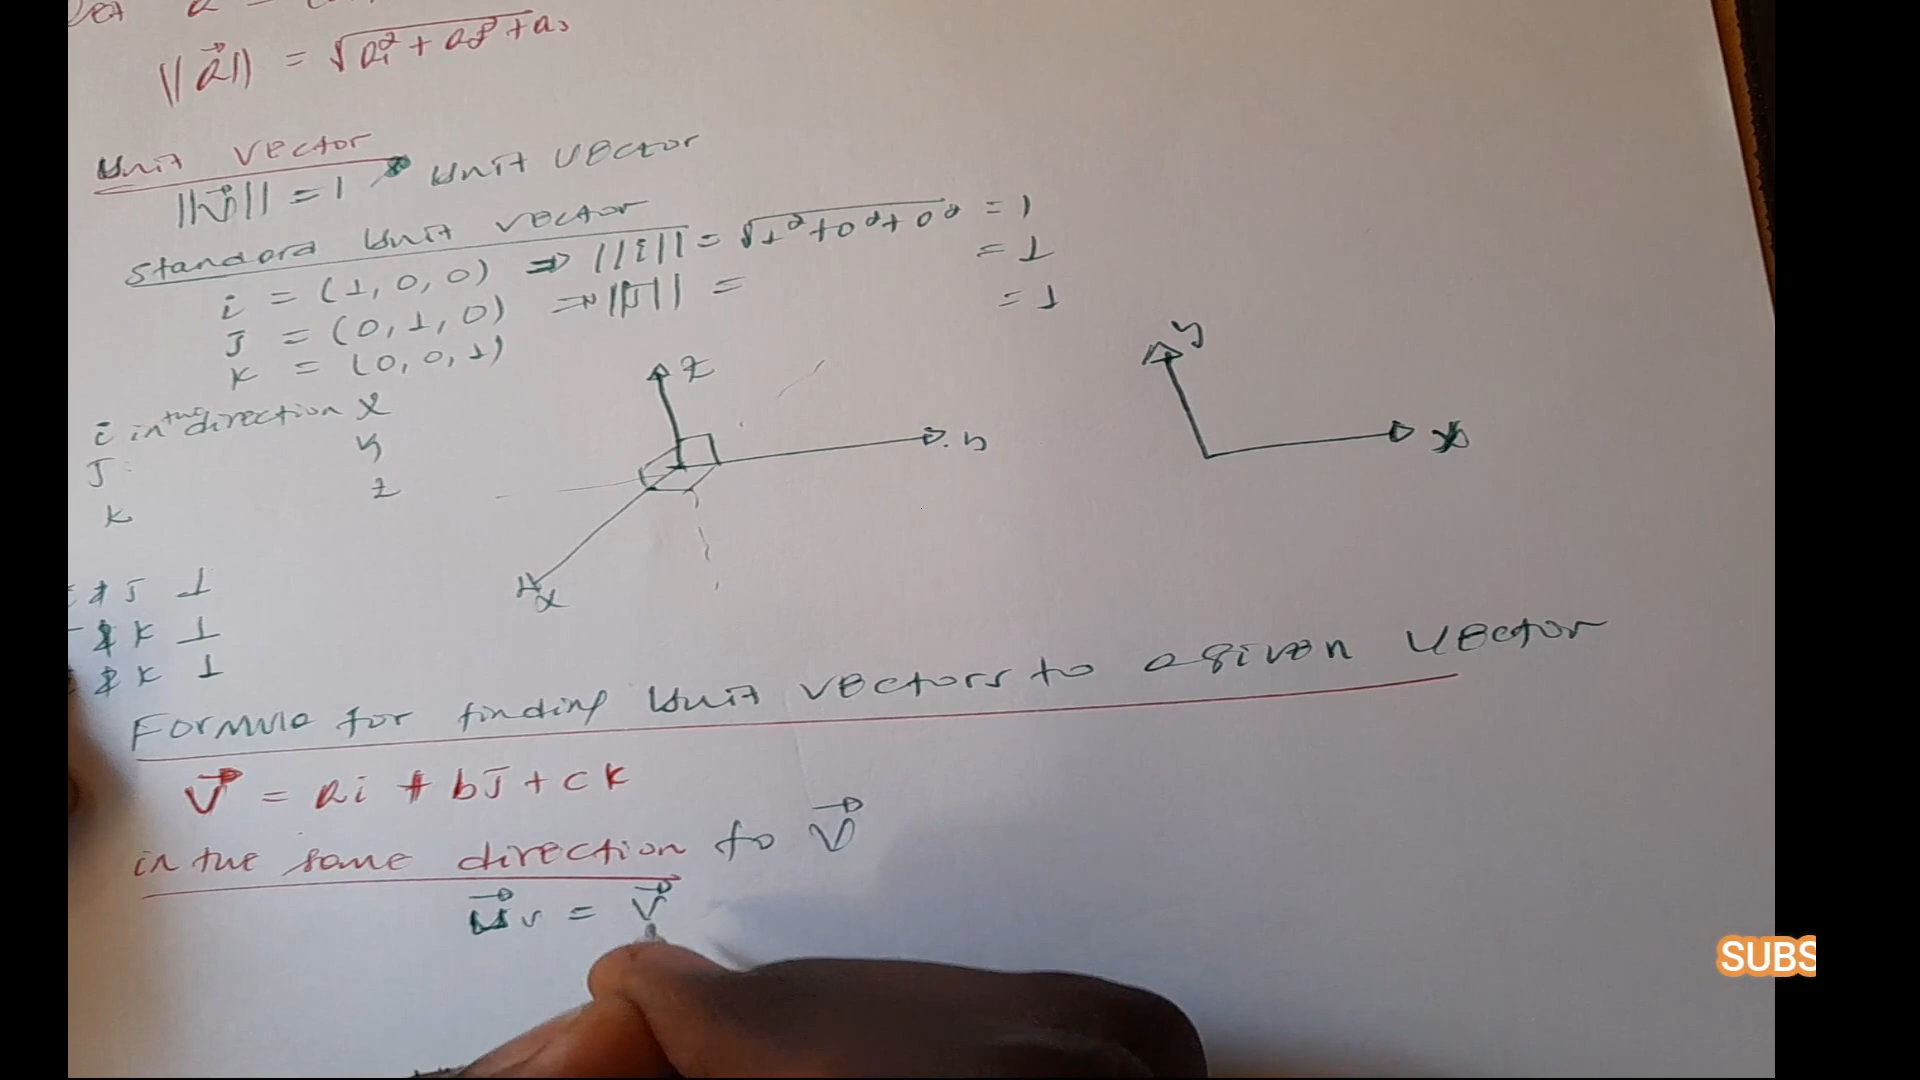 ||a|| = √a₁² + a₂² + a₃
Unit vector
||v|| = 1 Unit vector
Standard Unit vector
i = (1, 0, 0) ⇒ ||i|| = √1² + 0² + 0² = 1
J = (0, 1, 0) ⇒ ||J|| = = 1
K = (0, 0, 1) = 1
i in the direction x
J y
K z
z
y
x
y
x
& J ⊥
& K ⊥
& K ⊥
Formula for finding Unit vectors to a given vector
V = ai + bJ + cK
in the same direction to V
Uv = V
SUBS